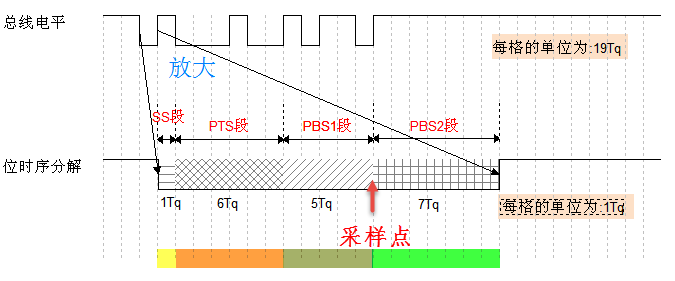 总线电平
每格的单位为:19Tq
放大
SS段
PTS段
PBS1段
PBS2段
位时序分解
1Tq
6Tq
5Tq
7Tq
每格的单位为:1Tq
采样点